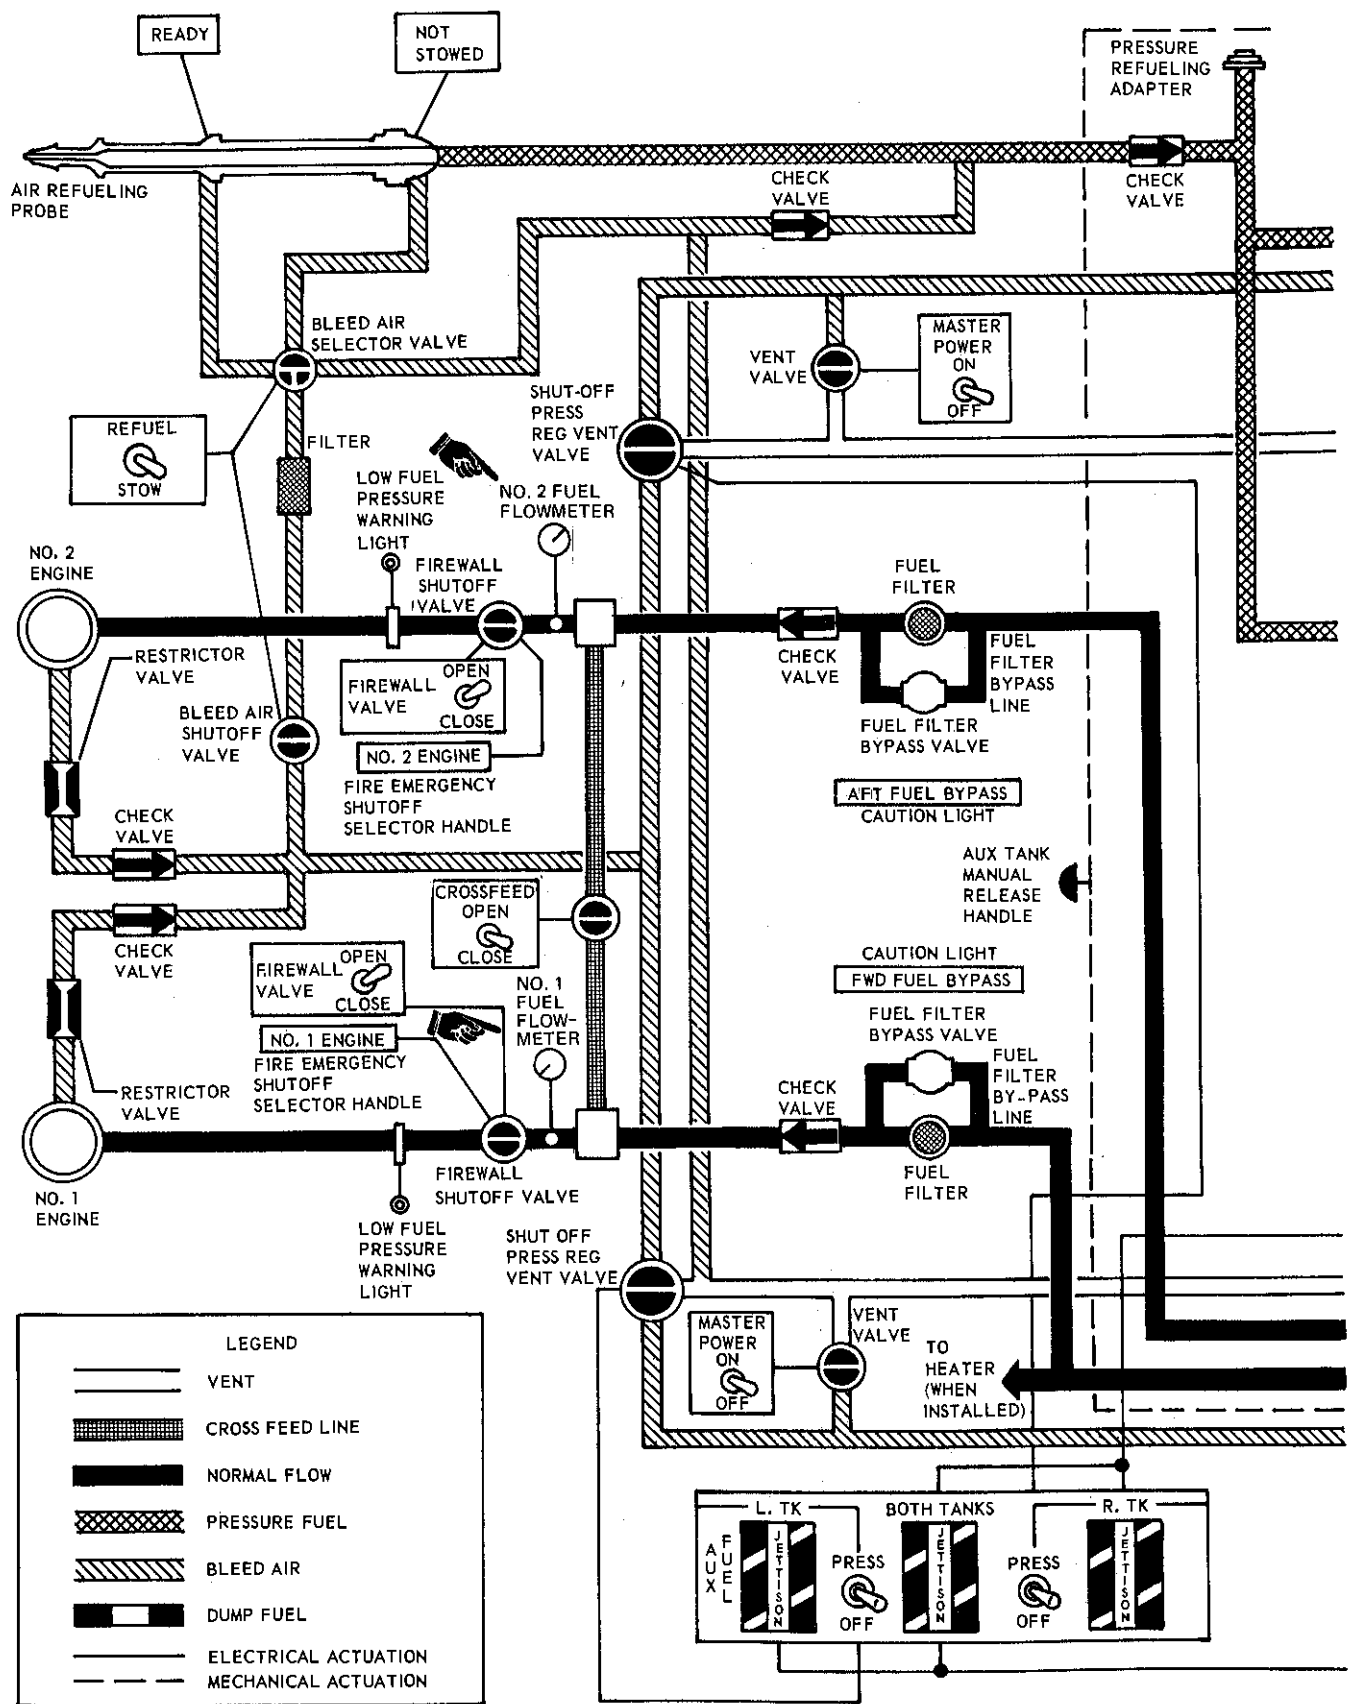 READY
NOT
STOWED
PRESSURE
REFUELING
ADAPTER
AIR REFUELING
PROBE
CHECK
VALVE
CHECK
VALVE
BLEED AIR
SELECTOR VALVE
MASTER
POWER
ON
OFF
VENT
VALVE
SHUT-OFF
PRESS
REG VENT
VALVE
REFUEL
STOW
FILTER
LOW FUEL
PRESSURE
WARNING
LIGHT
NO. 2 FUEL
FLOWMETER
NO. 2
ENGINE
FIREWALL
SHUTOFF
VALVE
FUEL
FILTER
RESTRICTOR
VALVE
OPEN
FIREWALL
VALVE
CLOSE
CHECK
VALVE
FUEL
FILTER
BYPASS
LINE
FUEL FILTER
BYPASS VALVE
BLEED AIR
SHUTOFF
VALVE
NO. 2 ENGINE
FIRE EMERGENCY
SHUTOFF
SELECTOR HANDLE
AFT FUEL BYPASS
CAUTION LIGHT
CHECK
VALVE
AUX TANK
MANUAL
RELEASE
HANDLE
CROSSFEED
OPEN
CLOSE
CHECK
VALVE
OPEN
FIREWALL
VALVE
CLOSE
CAUTION LIGHT
FWD FUEL BYPASS
NO. 1
FUEL
FLOW-
METER
FUEL FILTER
BYPASS VALVE
NO. 1 ENGINE
FIRE EMERGENCY
SHUTOFF
SELECTOR HANDLE
FUEL
FILTER
BY-PASS
LINE
RESTRICTOR
VALVE
CHECK
VALVE
FUEL
FILTER
NO. 1
ENGINE
FIREWALL
SHUTOFF VALVE
LOW FUEL
PRESSURE
WARNING
LIGHT
SHUT OFF
PRESS REG
VENT VALVE
MASTER
POWER
ON
OFF
VENT
VALVE
TO
HEATER
(WHEN
INSTALLED)
LEGEND
VENT
CROSS FEED LINE
NORMAL FLOW
PRESSURE FUEL
BLEED AIR
DUMP FUEL
ELECTRICAL ACTUATION
MECHANICAL ACTUATION
L. TK
BOTH TANKS
R. TK
AUX
FUEL
JETTISON
PRESS
OFF
JETTISON
PRESS
OFF
JETTISON